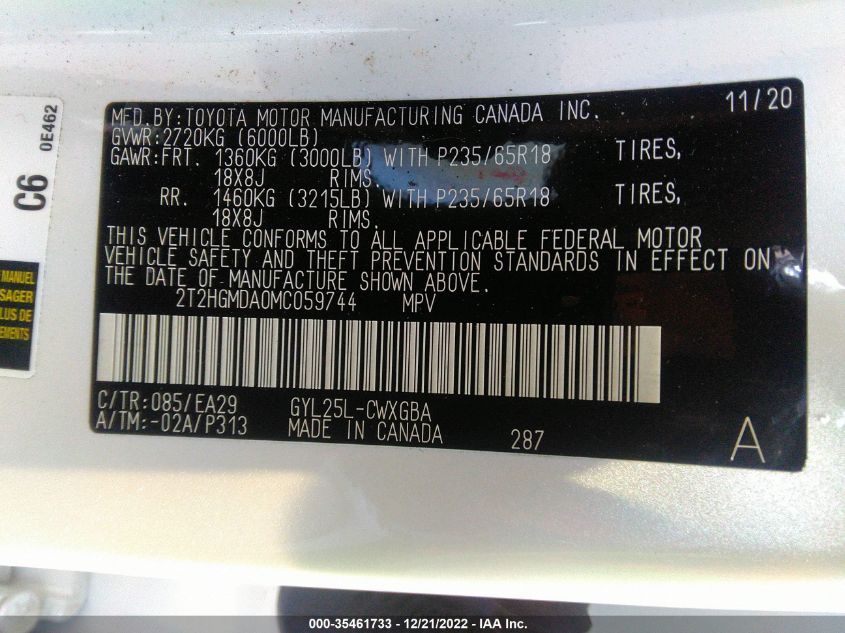 MFD.BY:TOYOTA MOTOR MANUFACTURING CANADA INC. 11/20
GVWR:2720KG (6000LB)
GAWR:FRT. 1360KG (3000LB) WITH P235/65R18 TIRES,
18X8J RIMS.
RR. 1460KG (3215LB) WITH P235/65R18 TIRES,
18X8J RIMS.
THIS VEHICLE CONFORMS TO ALL APPLICABLE FEDERAL MOTOR
VEHICLE SAFETY AND THEFT PREVENTION STANDARDS IN EFFECT ON
THE DATE OF MANUFACTURE SHOWN ABOVE.
2T2HGMDA0MC059744 MPV
C/TR:085/EA29 GYL25L-CWXGBA
A/TM:-02A/P313 MADE IN CANADA 287 A
C6 0E462
MANUEL
SAGER
LUS DE
EMENTS
000-35461733 – 12/21/2022 – IAA Inc.